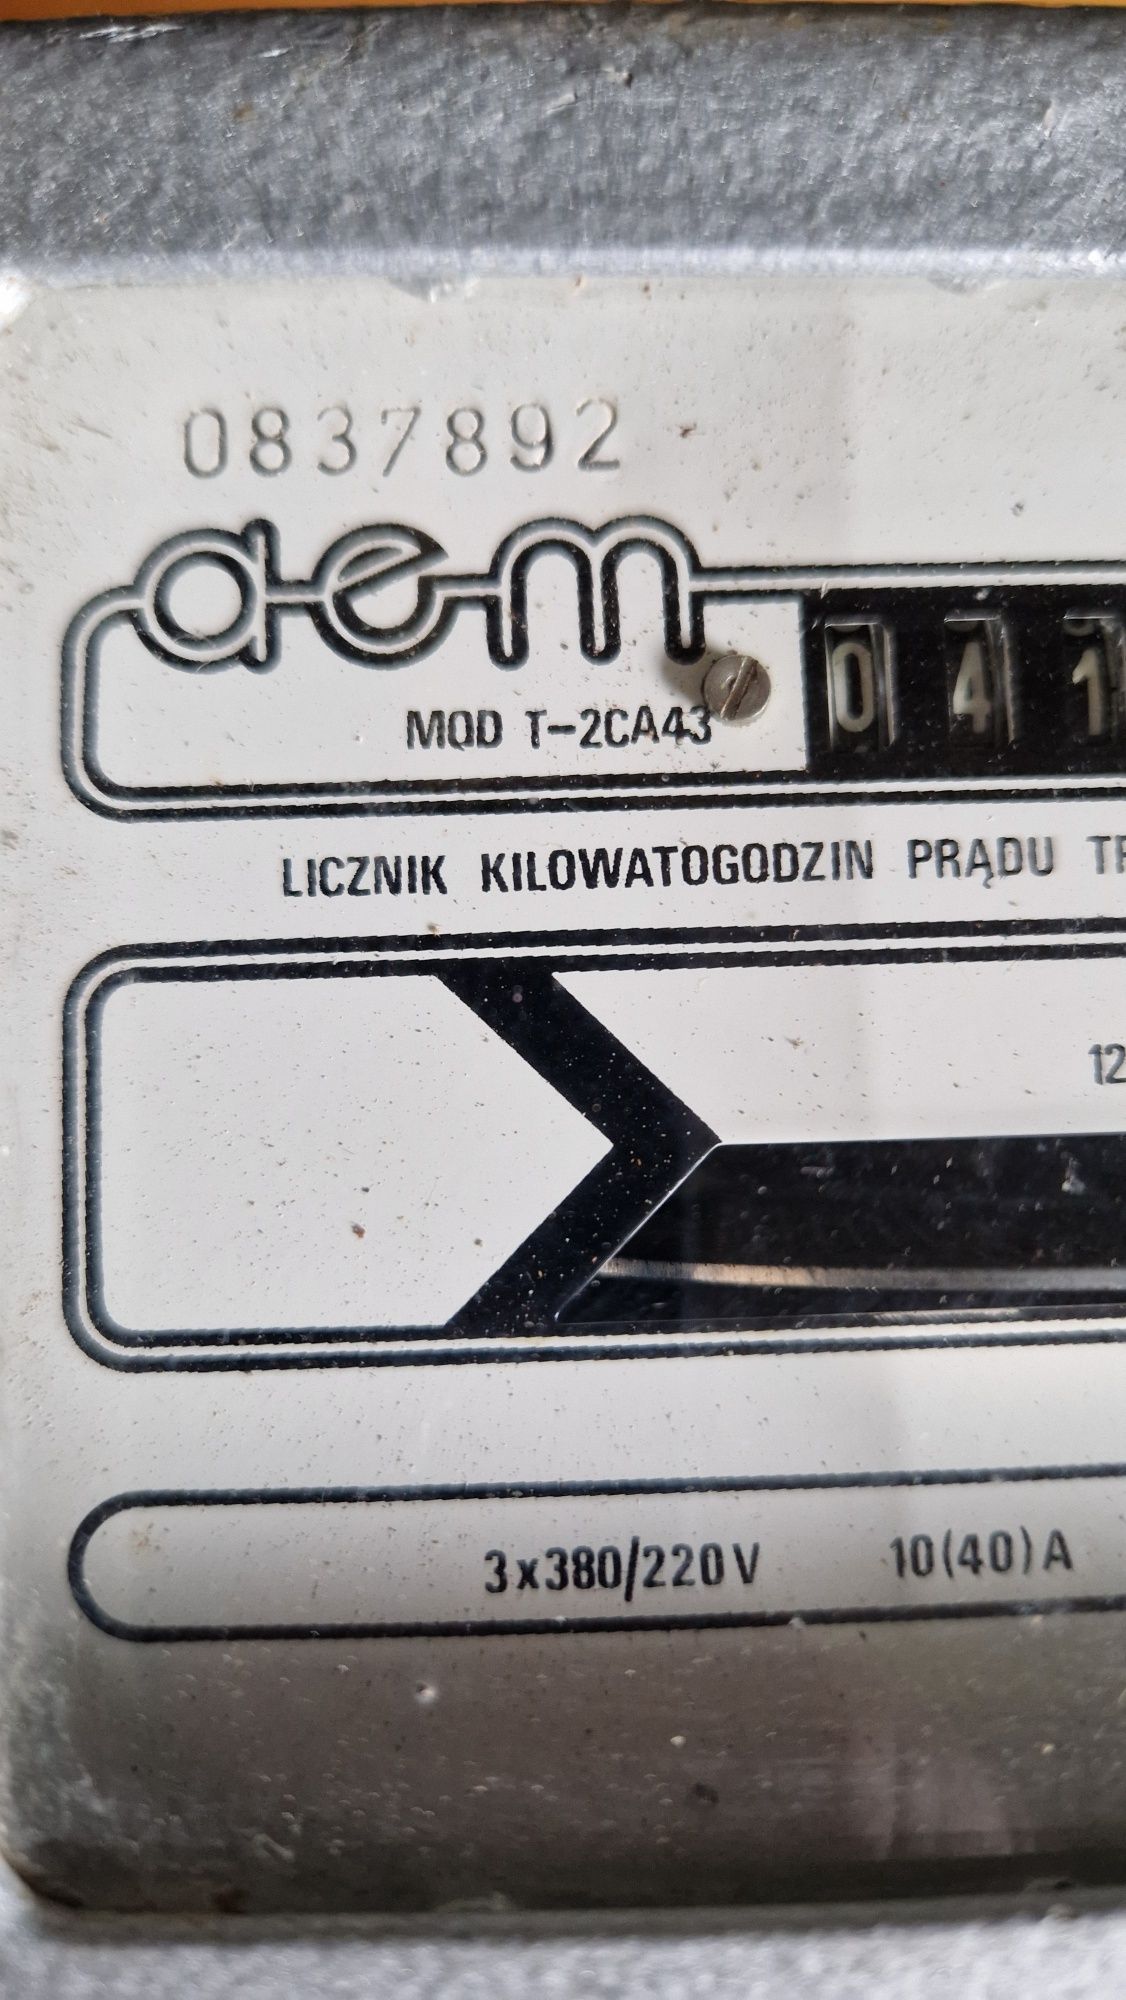 0837892
aem
041
MOD T-2CA43
LICZNIK KILOWATOGODZIN PRĄDU
12
3x380/220V 10(40)A